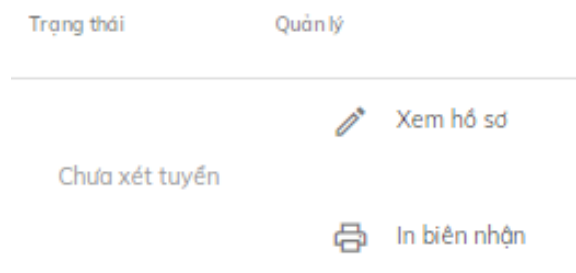 Trạng thái
Quản lý
Xem hồ sơ
Chưa xét tuyển
In biên nhận